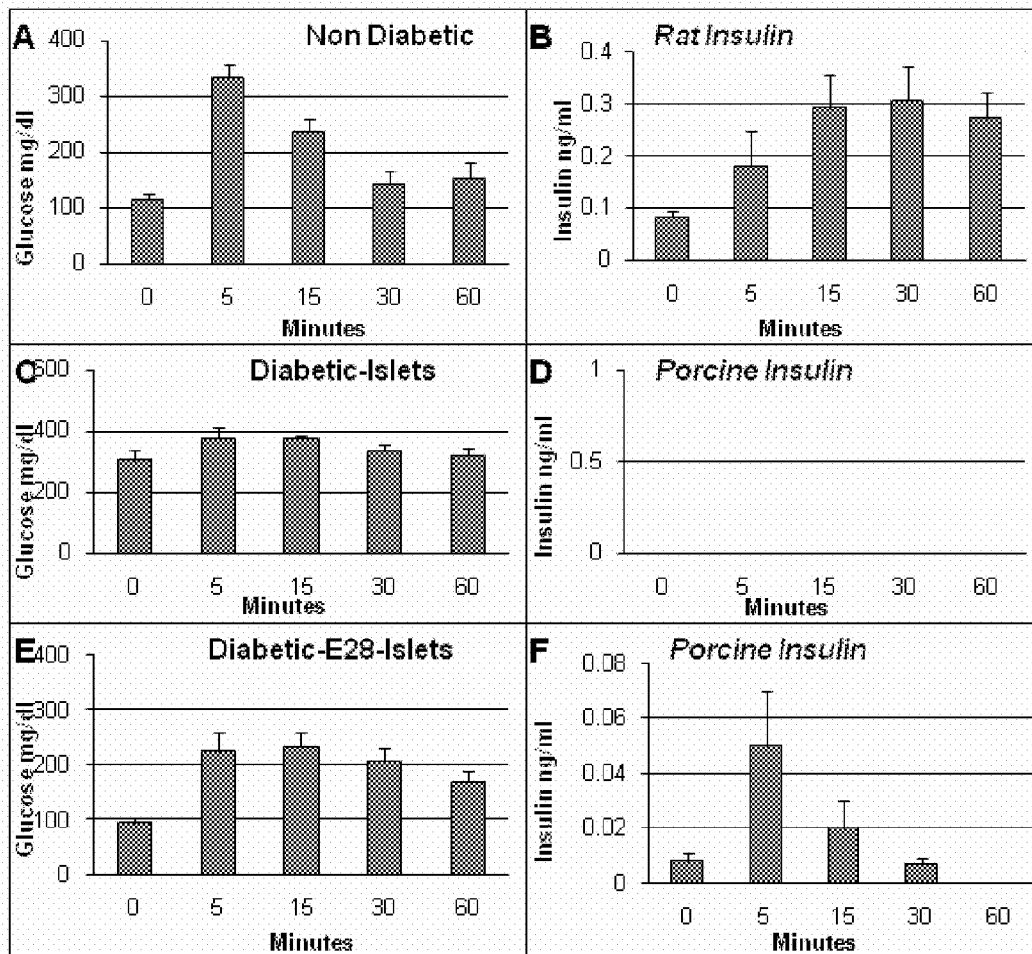 A Non Diabetic
Glucose mg/dl
400
300
200
100
0
0 5 15 30 60
Minutes
B Rat Insulin
Insulin ng/ml
0.4
0.3
0.2
0.1
0
0 5 15 30 60
Minutes
C Diabetic-Islets
Glucose mg/dl
600
400
200
0
0 5 15 30 60
Minutes
D Porcine Insulin
Insulin ng/ml
1
0.5
0
0 5 15 30 60
Minutes
E Diabetic-E28-Islets
Glucose mg/dl
400
300
200
100
0
0 5 15 30 60
Minutes
F Porcine Insulin
Insulin ng/ml
0.08
0.06
0.04
0.02
0
0 5 15 30 60
Minutes